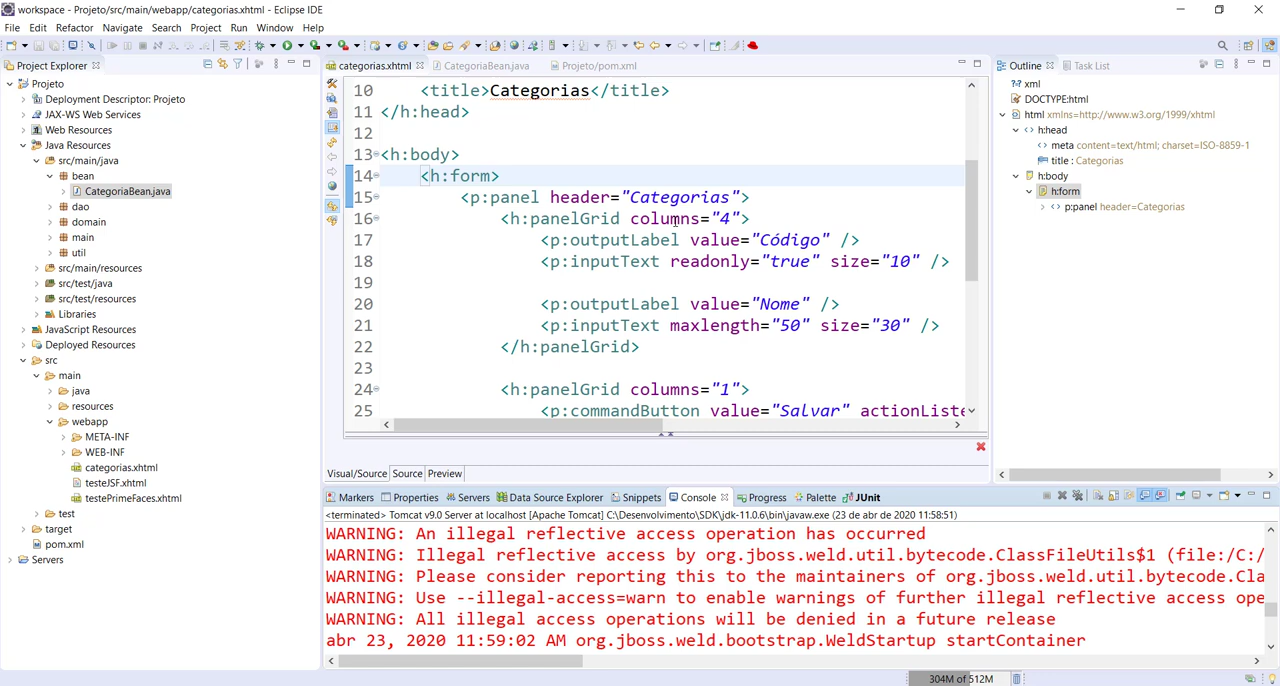 workspace - Projeto/src/main/webapp/categorias.xhtml - Eclipse IDE
File Edit Refactor Navigate Search Project Run Window Help
Project Explorer
Projeto
Deployment Descriptor: Projeto
JAX-WS Web Services
Web Resources
Java Resources
src/main/java
bean
CategoriaBean.java
dao
domain
main
util
src/main/resources
src/test/java
src/test/resources
Libraries
JavaScript Resources
Deployed Resources
src
main
java
resources
webapp
META-INF
WEB-INF
categorias.xhtml
testeJSF.xhtml
testePrimeFaces.xhtml
test
target
pom.xml
Servers
categorias.xhtml CategoriaBean.java Projeto/pom.xml
10 <title>Categorias</title>
11 </h:head>
12
13 <h:body>
14 <h:form>
15 <p:panel header="Categorias">
16 <h:panelGrid columns="4">
17 <p:outputLabel value="Código" />
18 <p:inputText readonly="true" size="10" />
19
20 <p:outputLabel value="Nome" />
21 <p:inputText maxlength="50" size="30" />
22 </h:panelGrid>
23
24 <h:panelGrid columns="1">
25 <p:commandButton value="Salvar" actionListe
Visual/Source Source Preview
Outline Task List
xml
DOCTYPE:html
html xmlns=http://www.w3.org/1999/xhtml
h:head
meta content=text/html; charset=ISO-8859-1
title : Categorias
h:body
h:form
p:panel header=Categorias
Markers Properties Servers Data Source Explorer Snippets Console Progress Palette JUnit
<terminated> Tomcat v9.0 Server at localhost [Apache Tomcat] C:\Desenvolvimento\SDK\jdk-11.0.6\bin\javaw.exe (23 de abr de 2020 11:58:51)
WARNING: An illegal reflective access operation has occurred
WARNING: Illegal reflective access by org.jboss.weld.util.bytecode.ClassFileUtils$1 (file:/C:/
WARNING: Please consider reporting this to the maintainers of org.jboss.weld.util.bytecode.Cla
WARNING: Use --illegal-access=warn to enable warnings of further illegal reflective access ope
WARNING: All illegal access operations will be denied in a future release
abr 23, 2020 11:59:02 AM org.jboss.weld.bootstrap.WeldStartup startContainer
304M of 512M